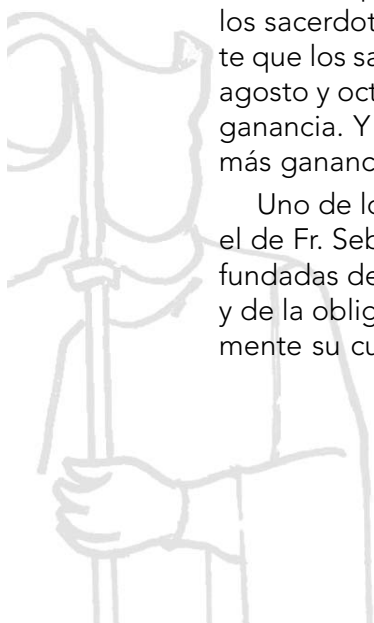 los sacerdot
te que los sa
agosto y oct
ganancia. Y
más gananc
Uno de lo
el de Fr. Seb
fundadas de
y de la oblig
mente su cu